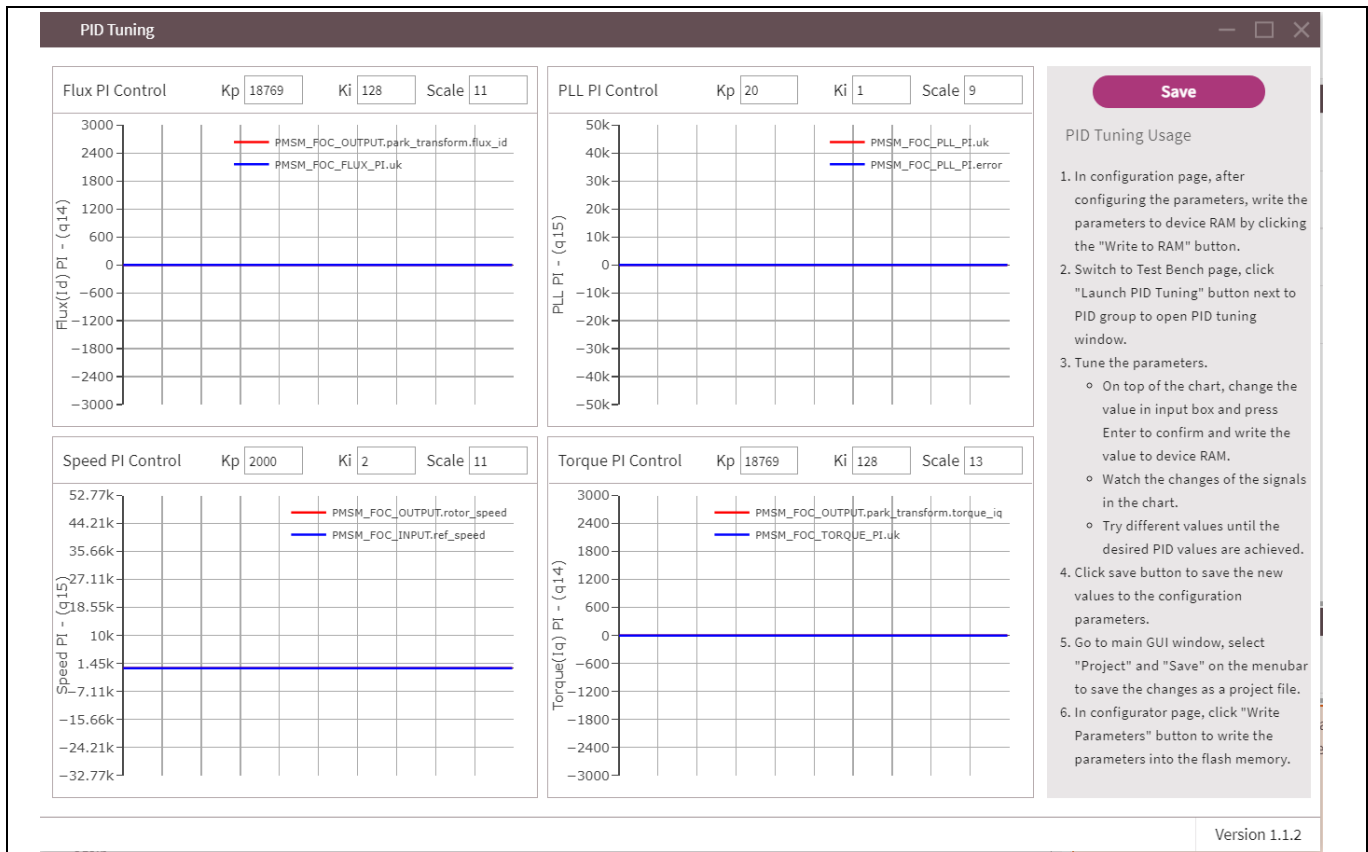 PID Tuning
Flux PI Control Kp 18769 Ki 128 Scale 11
3000
2400
1800
1200
600
0
−600
−1200
−1800
−2400
−3000
Flux(Id) PI - (q14)
PMSM_FOC_OUTPUT.park_transform.flux_id
PMSM_FOC_FLUX_PI.uk
PLL PI Control Kp 20 Ki 1 Scale 9
50k
40k
30k
20k
10k
0
−10k
−20k
−30k
−40k
−50k
PLL PI - (q15)
PMSM_FOC_PLL_PI.uk
PMSM_FOC_PLL_PI.error
Speed PI Control Kp 2000 Ki 2 Scale 11
52.77k
44.21k
35.66k
27.11k
18.55k
10k
1.45k
−7.11k
−15.66k
−24.21k
−32.77k
Speed PI - (q15)
PMSM_FOC_OUTPUT.rotor_speed
PMSM_FOC_INPUT.ref_speed
Torque PI Control Kp 18769 Ki 128 Scale 13
3000
2400
1800
1200
600
0
−600
−1200
−1800
−2400
−3000
Torque(Iq) PI - (q14)
PMSM_FOC_OUTPUT.park_transform.torque_iq
PMSM_FOC_TORQUE_PI.uk
Save
PID Tuning Usage
1. In configuration page, after
configuring the parameters, write the
parameters to device RAM by clicking
the "Write to RAM" button.
2. Switch to Test Bench page, click
"Launch PID Tuning" button next to
PID group to open PID tuning
window.
3. Tune the parameters.
On top of the chart, change the
value in input box and press
Enter to confirm and write the
value to device RAM.
Watch the changes of the signals
in the chart.
Try different values until the
desired PID values are achieved.
4. Click save button to save the new
values to the configuration
parameters.
5. Go to main GUI window, select
"Project" and "Save" on the menubar
to save the changes as a project file.
6. In configurator page, click "Write
Parameters" button to write the
parameters into the flash memory.
Version 1.1.2